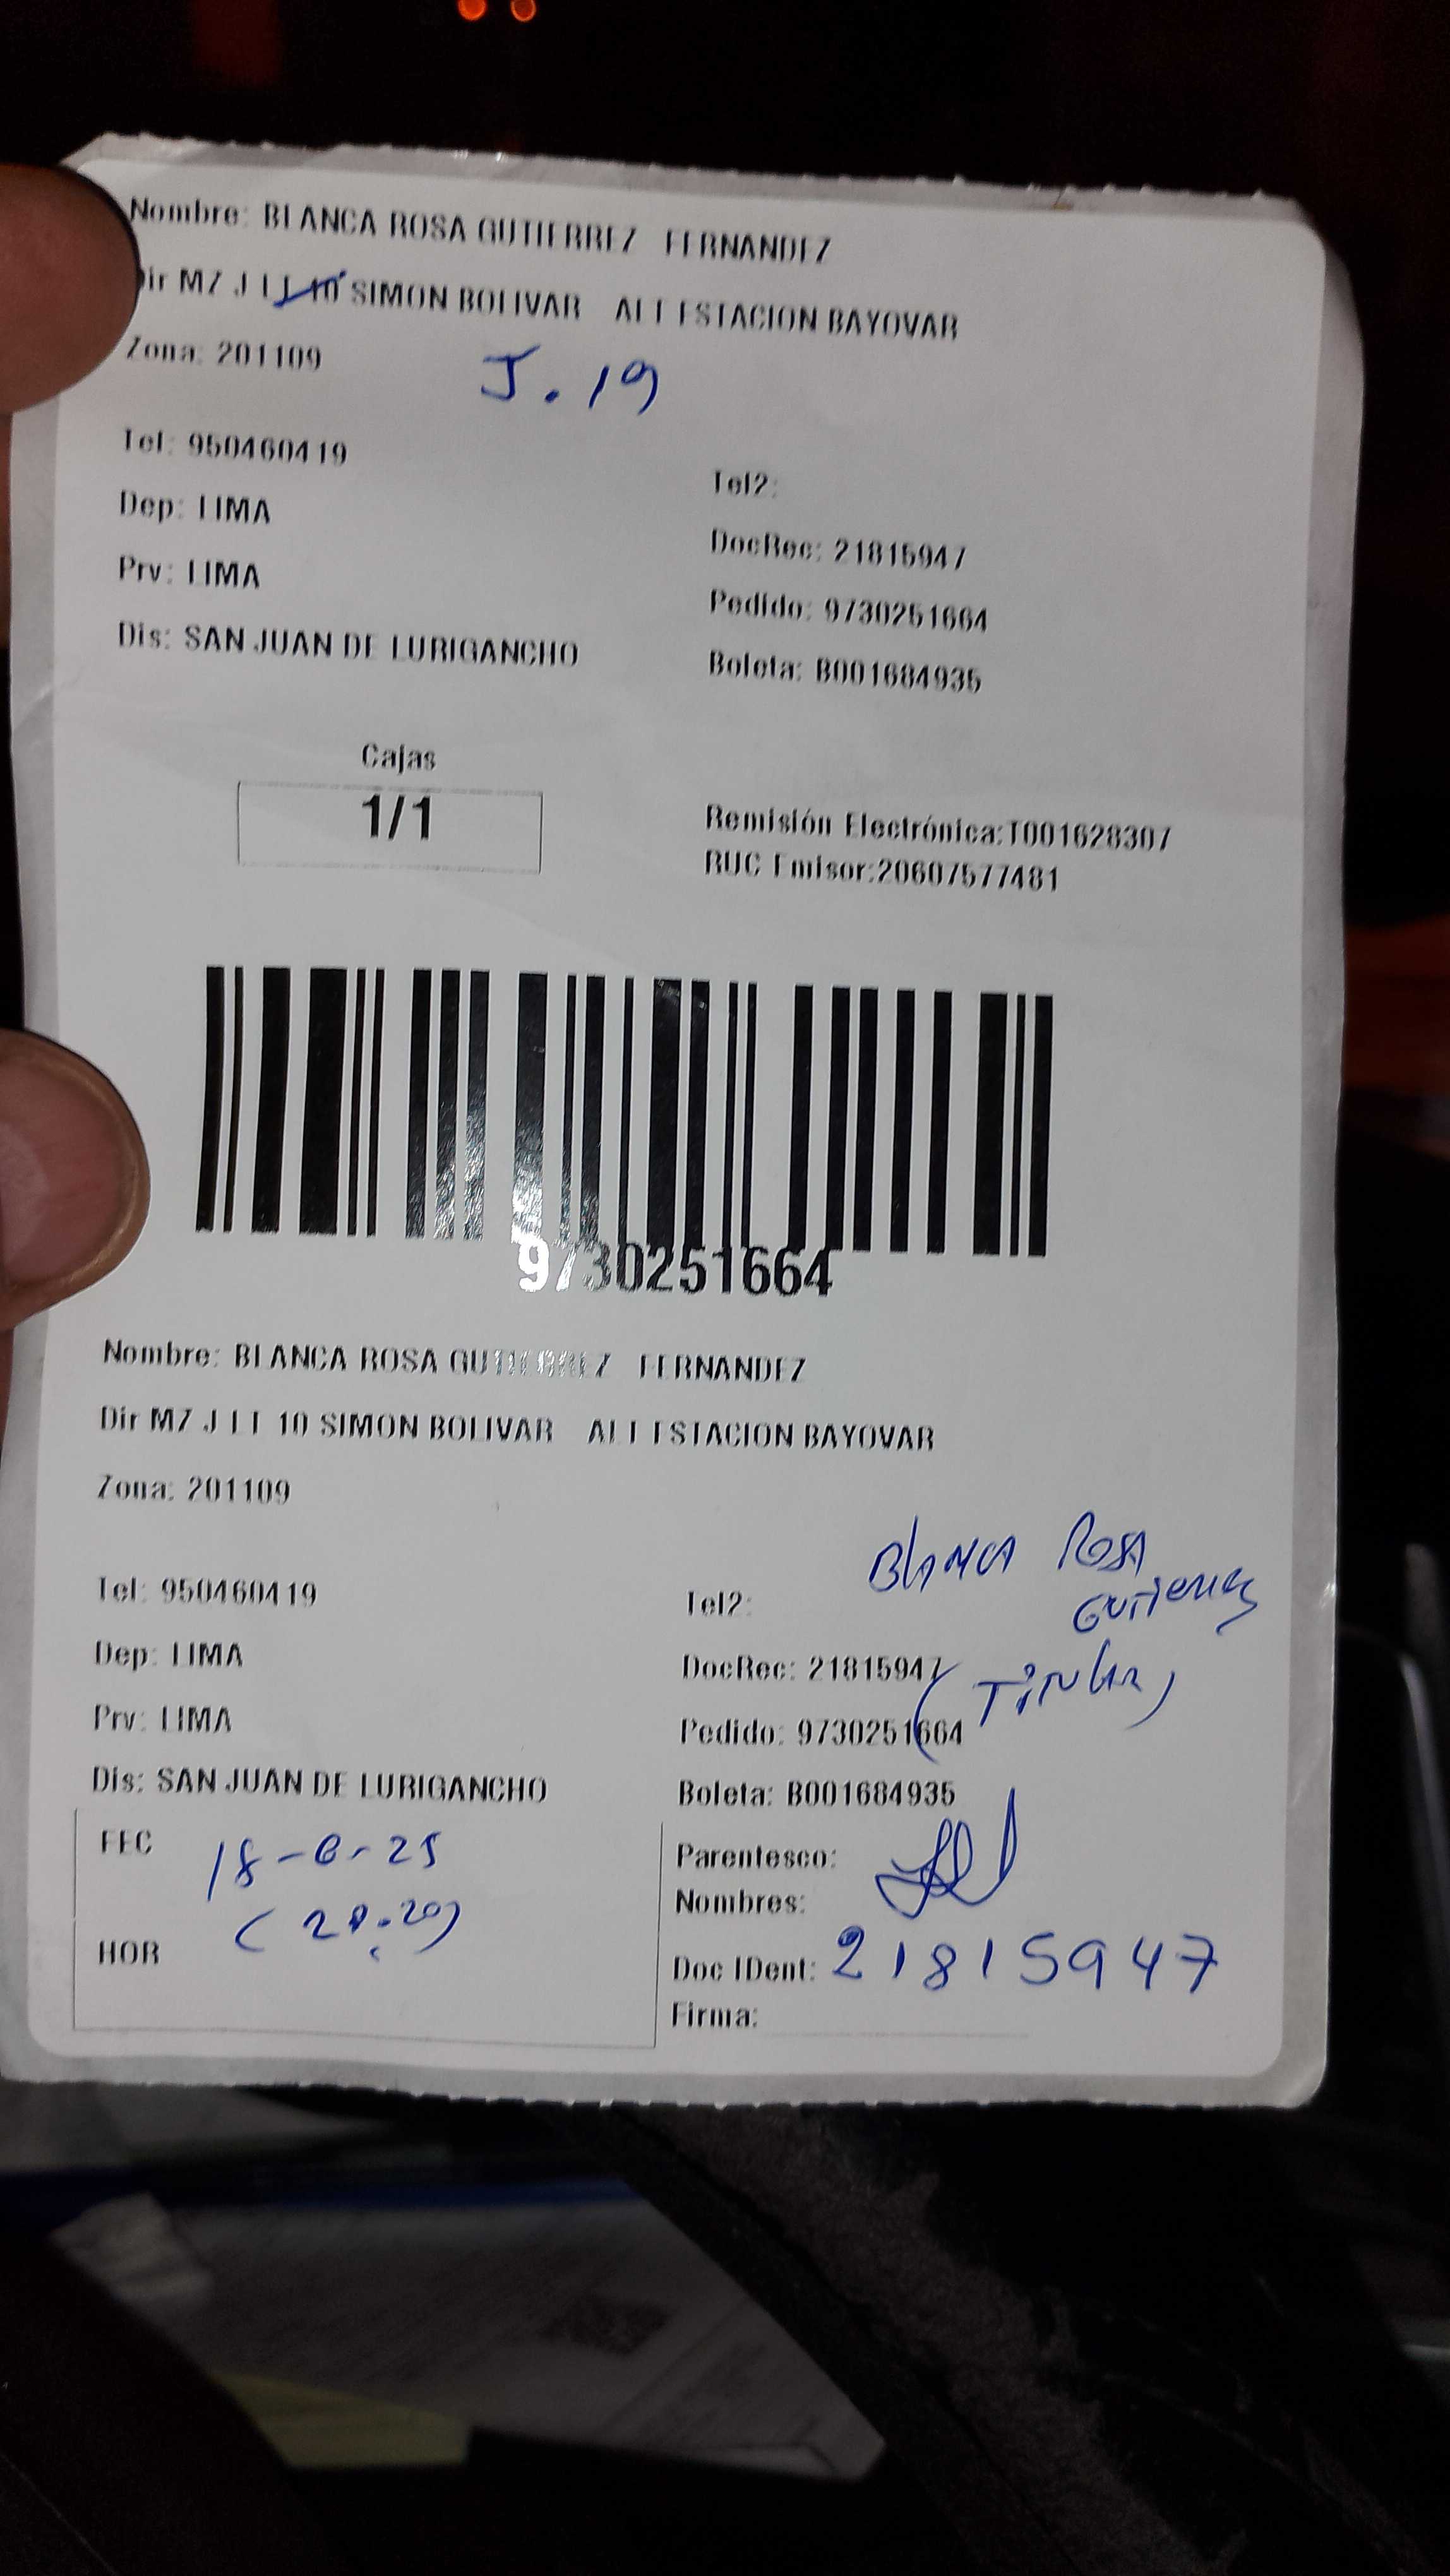 Nombre: BLANCA ROSA GUTIERREZ FERNANDEZ
Dir MZ J LT 10 SIMON BOLIVAR ALT ESTACION BAYOVAR
Zona: 201109
J. 19
Tel: 950460419
Tel2:
Dep: LIMA
DocRec: 21815947
Prv: LIMA
Pedido: 9730251664
Dis: SAN JUAN DE LURIGANCHO
Boleta: B001684935
Cajas
1/1
Remisión Electrónica:T001628307
RUC Emisor:20607577481
9730251664
Nombre: BLANCA ROSA GUTIERREZ FERNANDEZ
Dir MZ J LT 10 SIMON BOLIVAR ALT ESTACION BAYOVAR
Zona: 201109
Blanca Rosa
Gutierrez
Tel: 950460419
Tel2:
Dep: LIMA
DocRec: 21815947
(Titular)
Prv: LIMA
Pedido: 9730251664
Dis: SAN JUAN DE LURIGANCHO
Boleta: B001684935
FEC 18-6-25
Parentesco:
Nombres:
HOR
Doc IDent: 21815947
Firma: